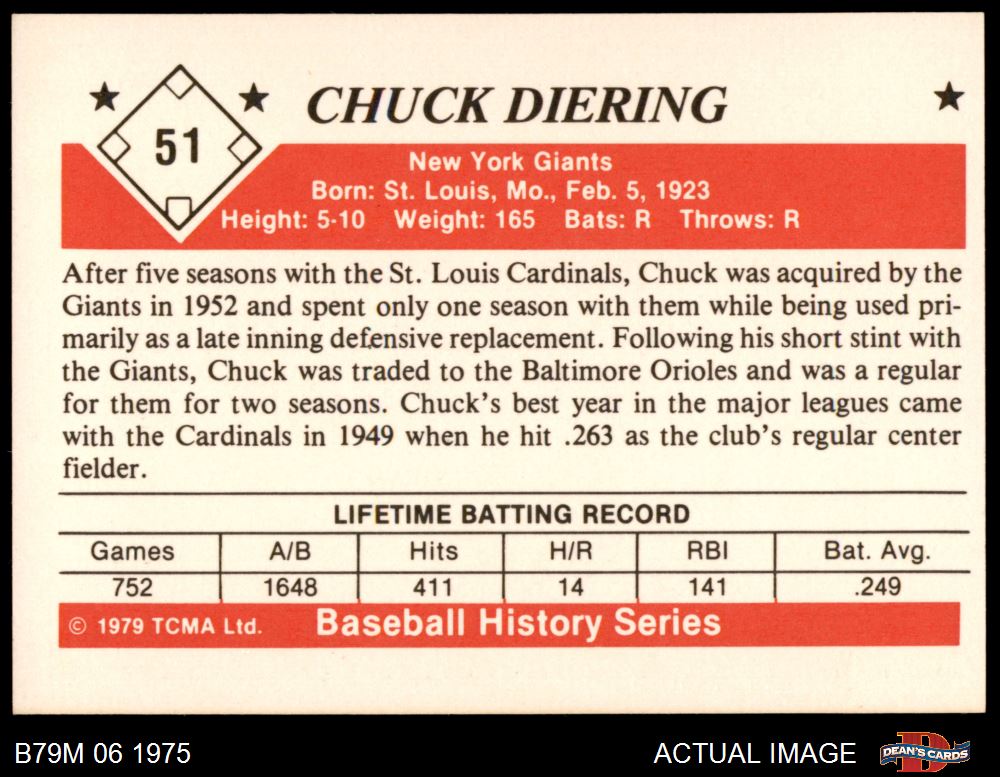 51
CHUCK DIERING
New York Giants
Born: St. Louis, Mo., Feb. 5, 1923
Height: 5-10 Weight: 165 Bats: R Throws: R
After five seasons with the St. Louis Cardinals, Chuck was acquired by the
Giants in 1952 and spent only one season with them while being used pri-
marily as a late inning defensive replacement. Following his short stint with
the Giants, Chuck was traded to the Baltimore Orioles and was a regular
for them for two seasons. Chuck's best year in the major leagues came
with the Cardinals in 1949 when he hit .263 as the club's regular center
fielder.
LIFETIME BATTING RECORD
Games A/B Hits H/R RBI Bat. Avg.
752 1648 411 14 141 .249
© 1979 TCMA Ltd. Baseball History Series
B79M 06 1975 ACTUAL IMAGE DEAN'S CARDS